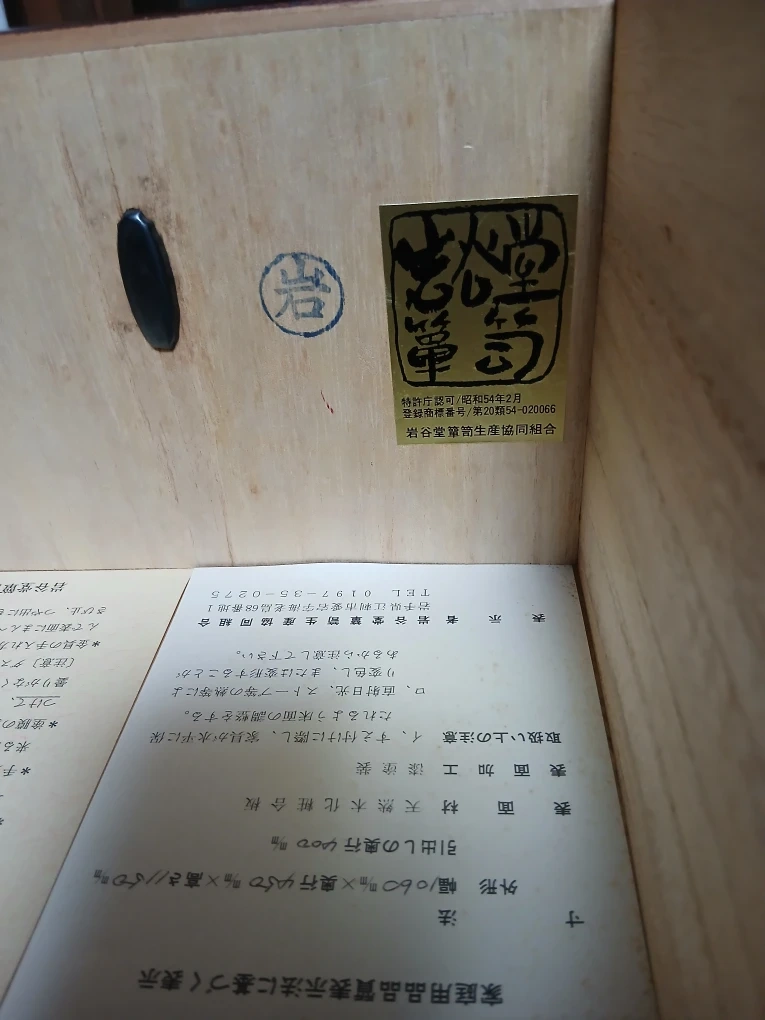 岩谷堂
箪笥
特許庁認可/昭和54年2月
登録商標番号/第20類54-020066
岩谷堂簞笥生産協同組合
岩
家庭用品品質表示法に基づく表示
寸法
外形 幅1060㎜×奥行450㎜×高さ1150㎜
引出しの奥行400㎜
表面材 天然木化粧合板
表面加工 漆塗装
取扱い上の注意 イ、すえ付けに際し、家具が水平に保
たれるよう床面の調整をする。
ロ、直射日光、ストーブ等の熱等によ
り変色し、または変形することが
あるから注意して下さい。
表示者 岩谷堂簞笥生産協同組合
岩手県江刺市愛宕字海老島68番地1
TEL 0197-35-0275